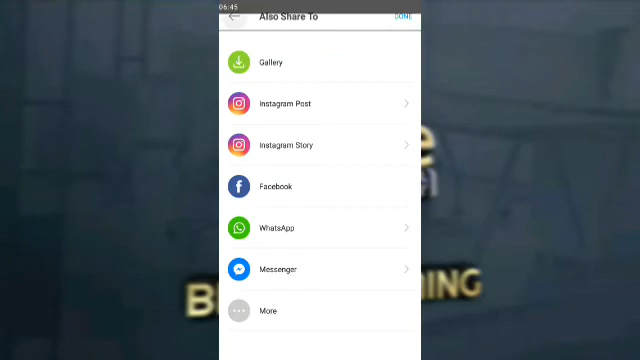 06:45
Also Share To
DONE
Gallery
Instagram Post
Instagram Story
Facebook
WhatsApp
Messenger
More